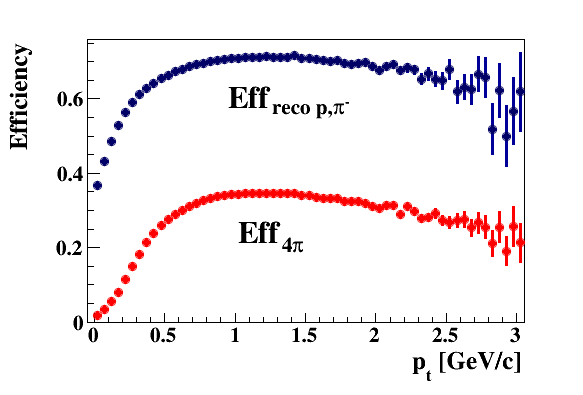 Efficiency
0.6
0.4
0.2
0
Eff reco p,π-
Eff 4π
0 0.5 1 1.5 2 2.5 3
pt [GeV/c]